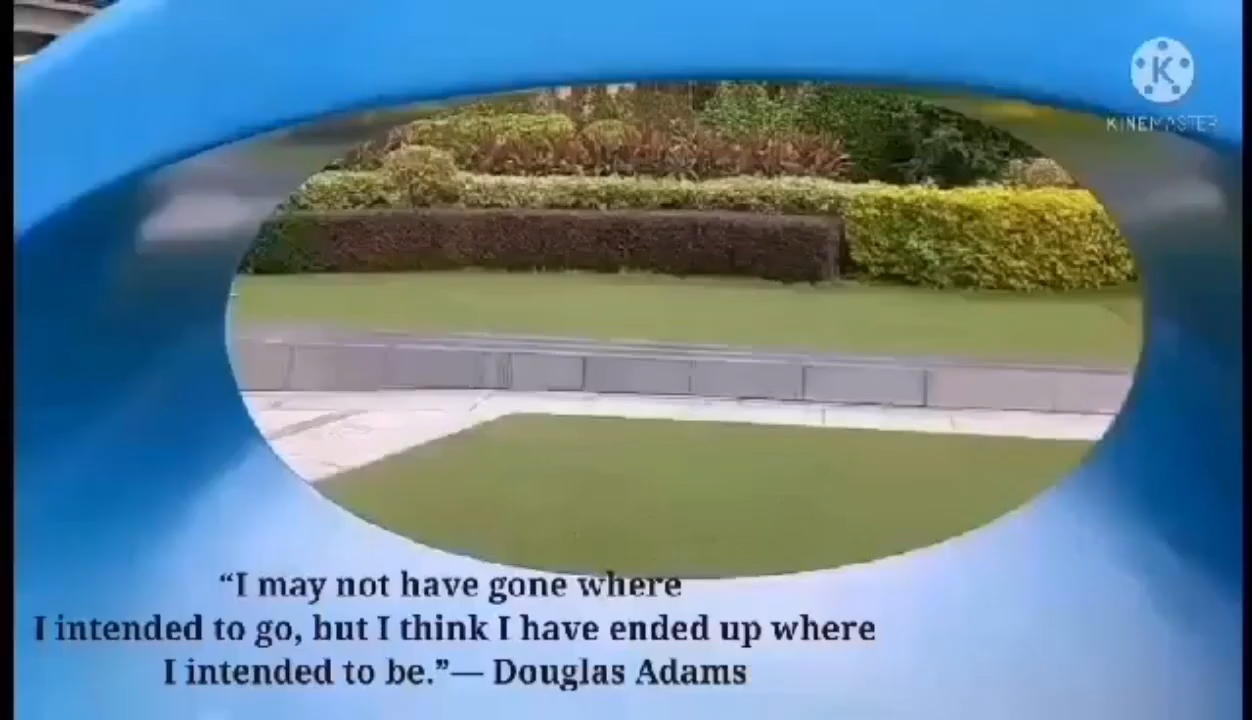 K
KINEMASTER
“I may not have gone where
I intended to go, but I think I have ended up where
I intended to be.”— Douglas Adams